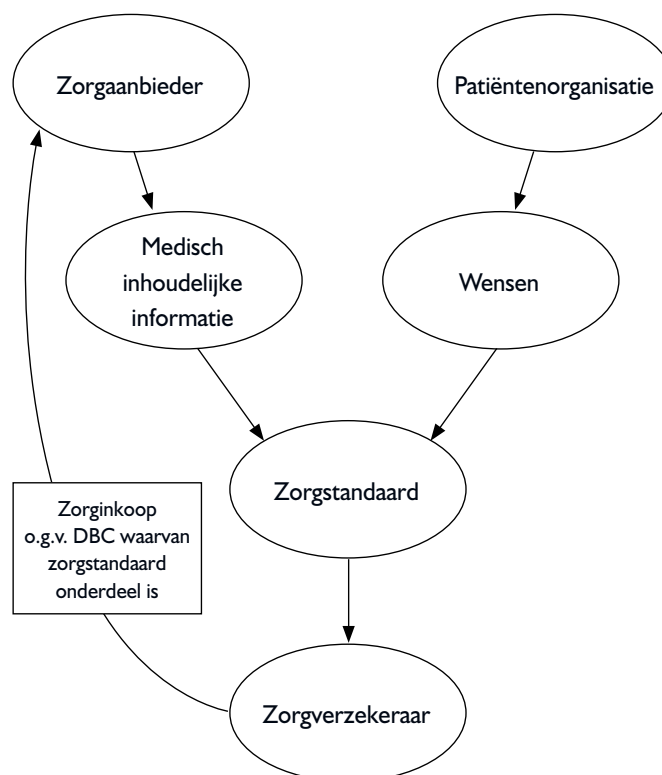 Zorgaanbieder
Patiëntenorganisatie
Medisch
inhoudelijke
informatie
Wensen
Zorgstandaard
Zorginkoop
o.g.v. DBC waarvan
zorgstandaard
onderdeel is
Zorgverzekeraar